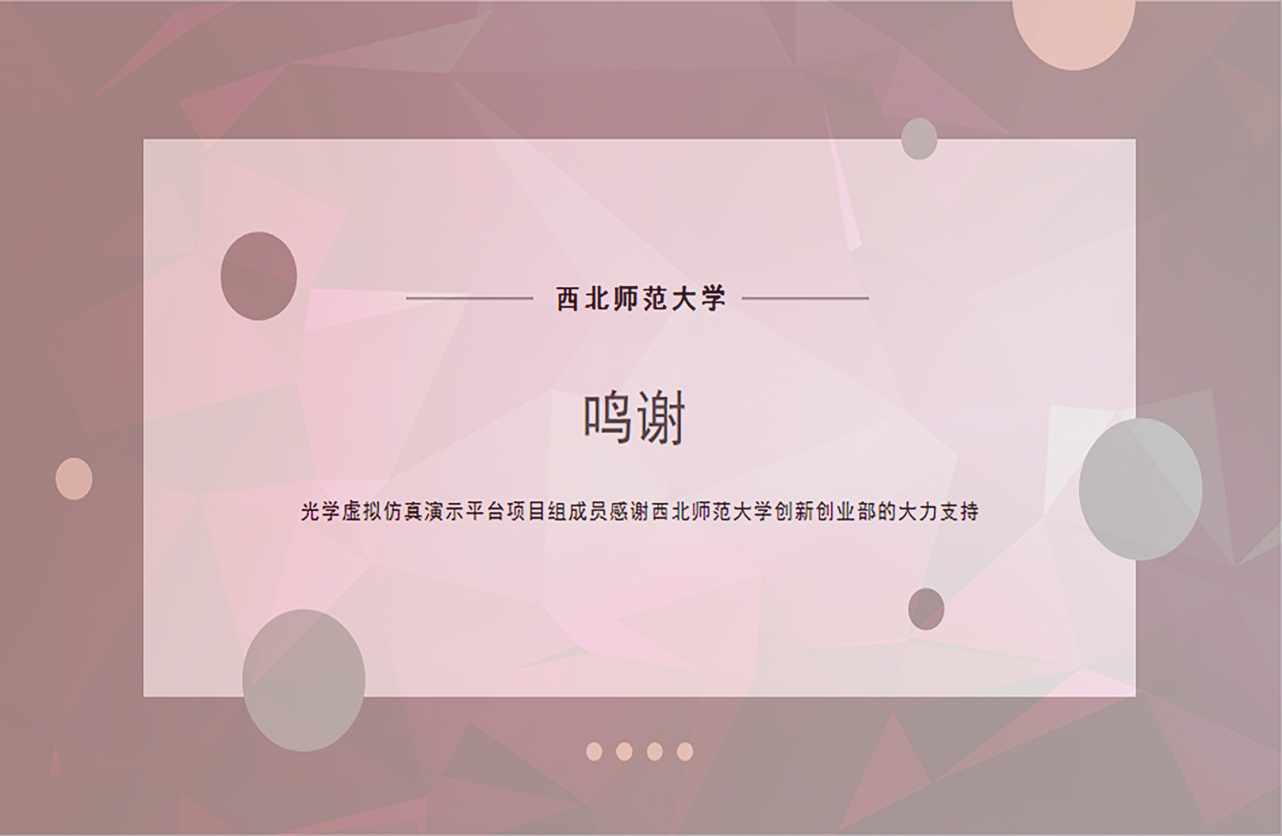 西北师范大学
鸣谢
光学虚拟仿真演示平台项目组成员感谢西北师范大学创新创业部的大力支持